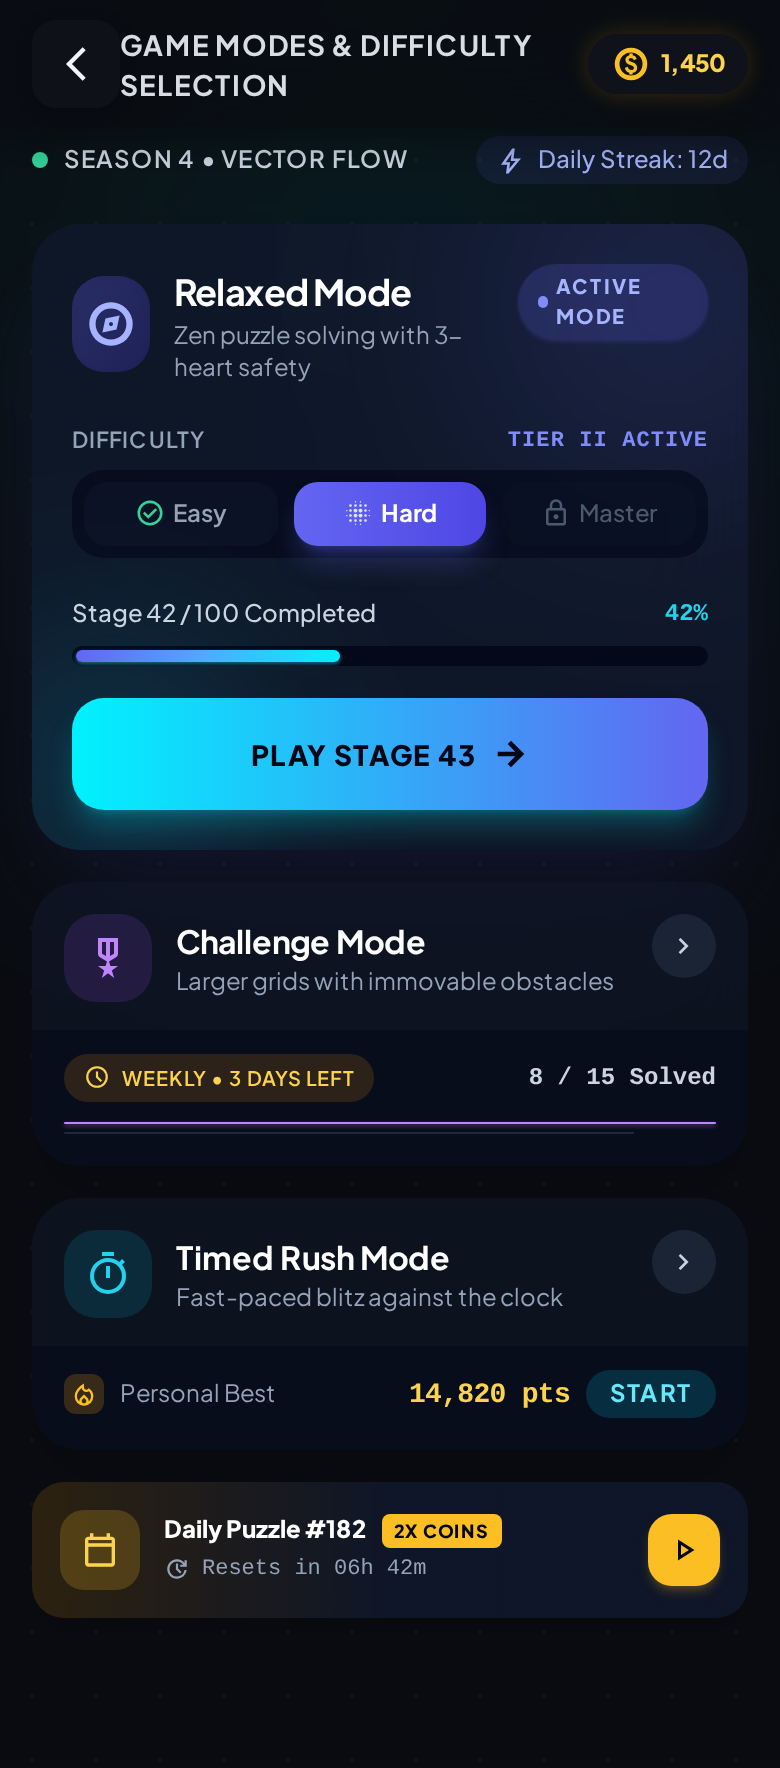 GAME MODES & DIFFICULTY
SELECTION
1,450
SEASON 4 • VECTOR FLOW
Daily Streak: 12d
Relaxed Mode
Zen puzzle solving with 3-
heart safety
ACTIVE
MODE
DIFFICULTY
TIER II ACTIVE
Easy
Hard
Master
Stage 42 / 100 Completed
42%
PLAY STAGE 43
Challenge Mode
Larger grids with immovable obstacles
WEEKLY • 3 DAYS LEFT
8 / 15 Solved
Timed Rush Mode
Fast-paced blitz against the clock
Personal Best
14,820 pts
START
Daily Puzzle #182
2X COINS
Resets in 06h 42m